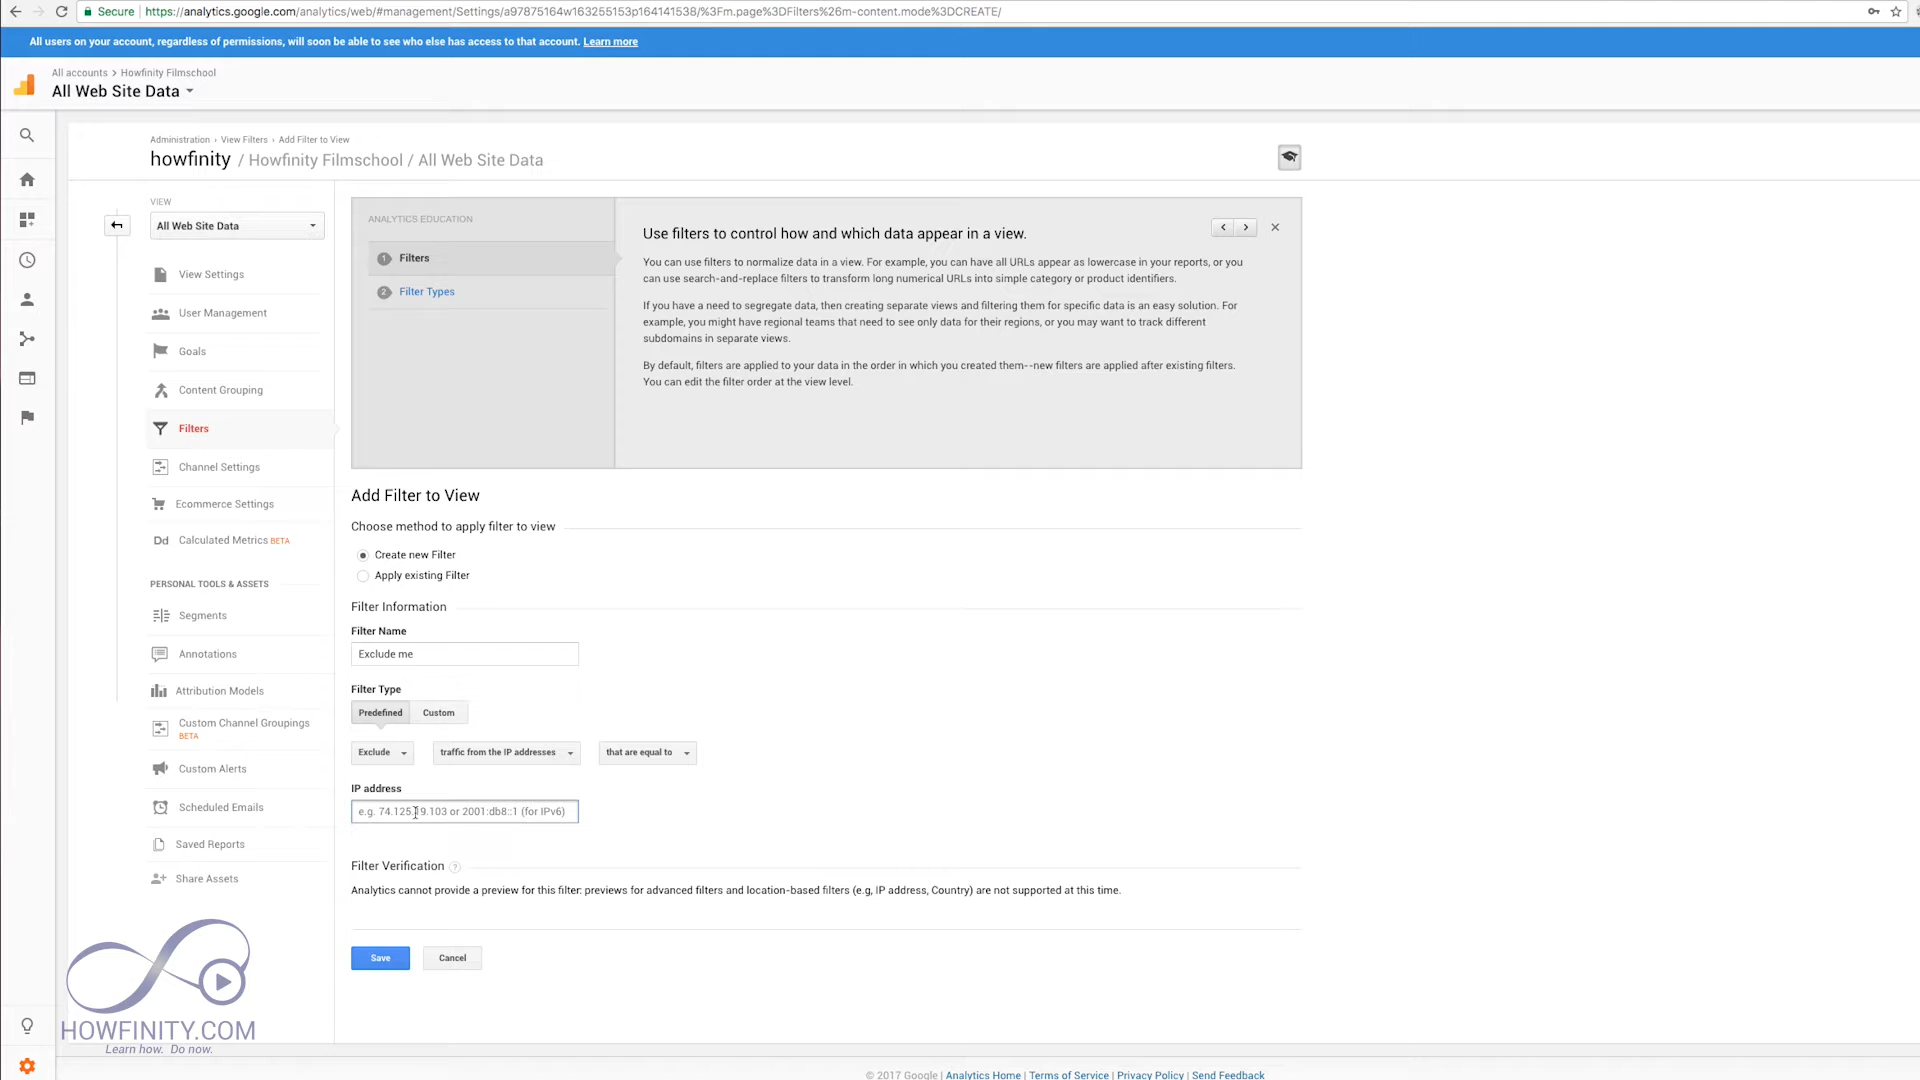 Secure https://analytics.google.com/analytics/web/#management/Settings/a97875164w163255153p164141538/%3Fm.page%3DFilters%26m-content.mode%3DCREATE/
All users on your account, regardless of permissions, will soon be able to see who else has access to that account. Learn more
All accounts > Howfinity Filmschool
All Web Site Data
Administration › View Filters › Add Filter to View
howfinity / Howfinity Filmschool / All Web Site Data
VIEW
All Web Site Data
View Settings
User Management
Goals
Content Grouping
Filters
Channel Settings
Ecommerce Settings
Dd Calculated Metrics BETA
PERSONAL TOOLS & ASSETS
Segments
Annotations
Attribution Models
Custom Channel Groupings
BETA
Custom Alerts
Scheduled Emails
Saved Reports
Share Assets
HOWFINITY.COM
Learn how. Do now.
ANALYTICS EDUCATION
1 Filters
2 Filter Types
Use filters to control how and which data appear in a view.
You can use filters to normalize data in a view. For example, you can have all URLs appear as lowercase in your reports, or you
can use search-and-replace filters to transform long numerical URLs into simple category or product identifiers.
If you have a need to segregate data, then creating separate views and filtering them for specific data is an easy solution. For
example, you might have regional teams that need to see only data for their regions, or you may want to track different
subdomains in separate views.
By default, filters are applied to your data in the order in which you created them--new filters are applied after existing filters.
You can edit the filter order at the view level.
Add Filter to View
Choose method to apply filter to view
Create new Filter
Apply existing Filter
Filter Information
Filter Name
Exclude me
Filter Type
Predefined Custom
Exclude traffic from the IP addresses that are equal to
IP address
e.g. 74.125.19.103 or 2001:db8::1 (for IPv6)
Filter Verification ?
Analytics cannot provide a preview for this filter: previews for advanced filters and location-based filters (e.g, IP address, Country) are not supported at this time.
Save Cancel
© 2017 Google | Analytics Home | Terms of Service | Privacy Policy | Send Feedback